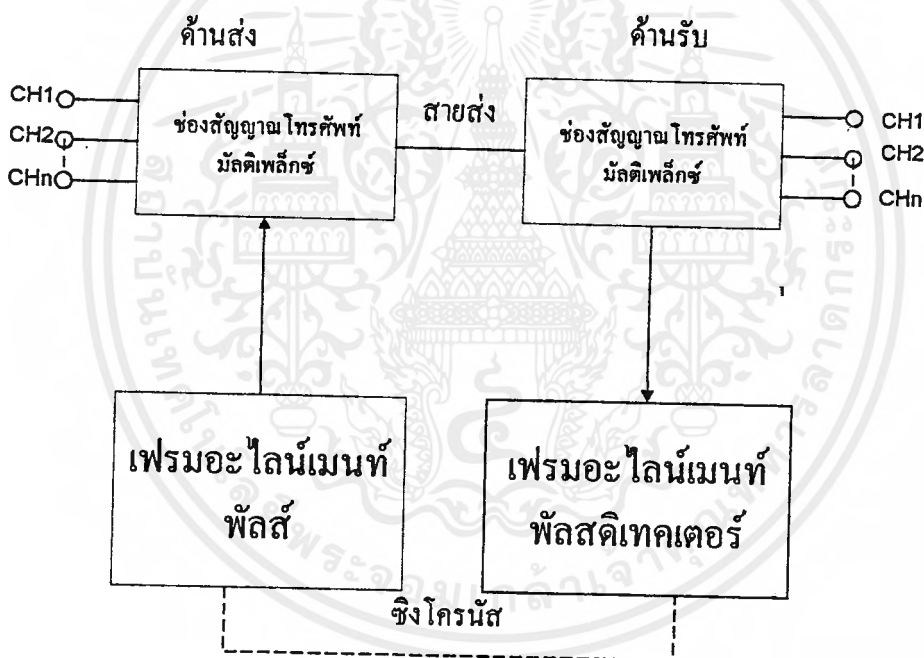 ด้านส่ง
ด้านรับ
CH1
CH2
CHn
ช่องสัญญาณโทรศัพท์
มัลติเพล็กซ์
สายส่ง
ช่องสัญญาณโทรศัพท์
มัลติเพล็กซ์
CH1
CH2
CHn
เฟรมอะไลน์เมนท์
พัลส์
เฟรมอะไลน์เมนท์
พัลสดิเทคเตอร์
ซิงโครนัส